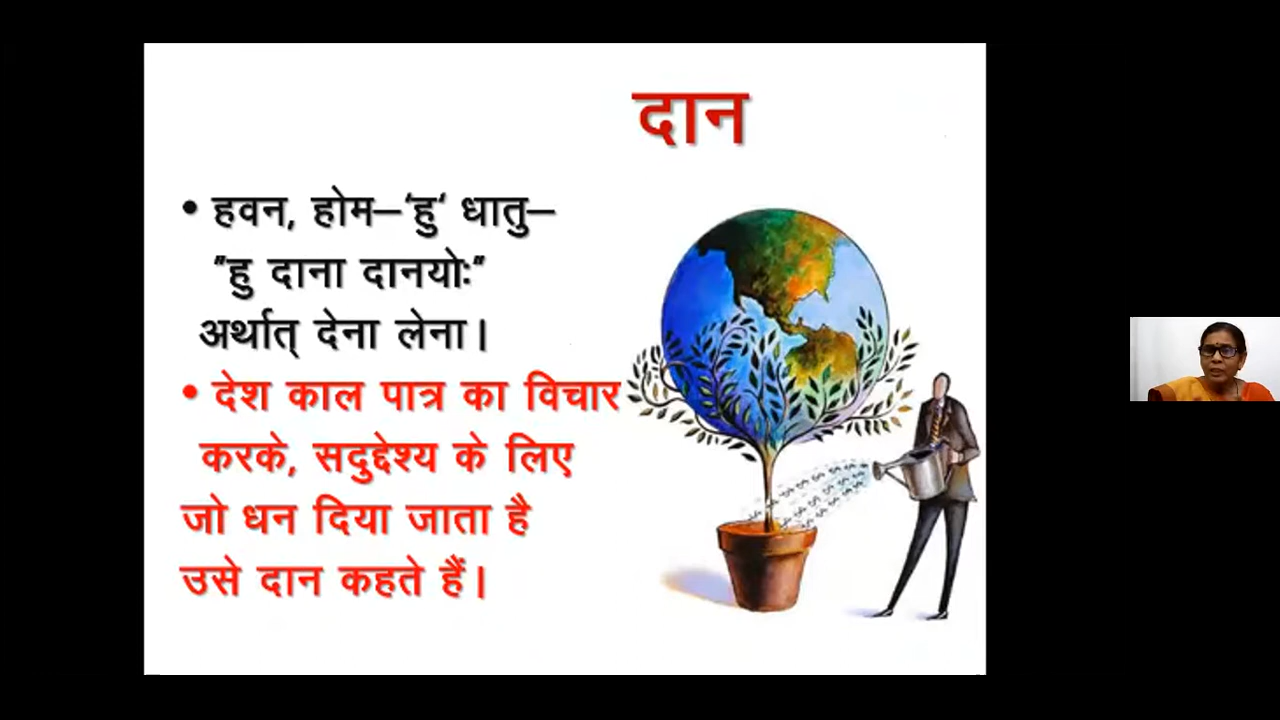 दान
• हवन, होम–‘हु‘ धातु–
"हु दाना दानयोः"
अर्थात् देना लेना।
• देश काल पात्र का विचार
करके, सदुद्देश्य के लिए
जो धन दिया जाता है
उसे दान कहते हैं।